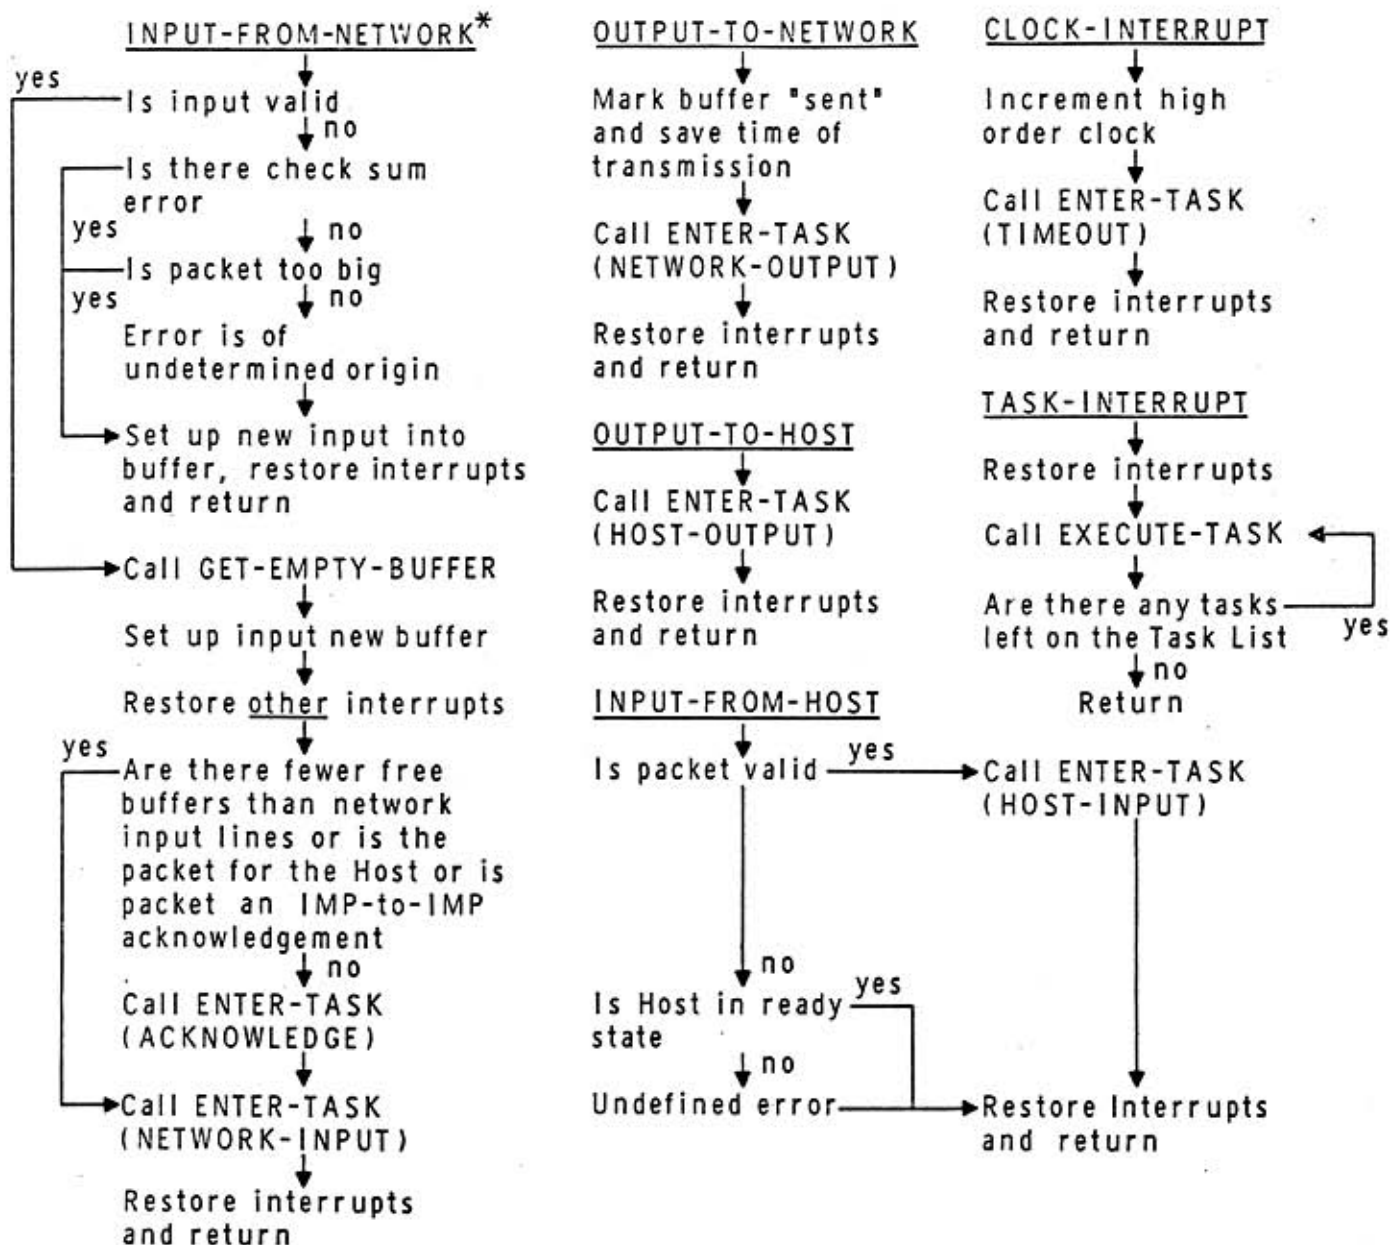 INPUT-FROM-NETWORK*
yes
Is input valid
no
Is there check sum
error
yes
no
Is packet too big
yes
no
Error is of
undetermined origin
Set up new input into
buffer, restore interrupts
and return
Call GET-EMPTY-BUFFER
Set up input new buffer
Restore other interrupts
yes
Are there fewer free
buffers than network
input lines or is the
packet for the Host or is
packet an IMP-to-IMP
acknowledgement
no
Call ENTER-TASK
(ACKNOWLEDGE)
Call ENTER-TASK
(NETWORK-INPUT)
Restore interrupts
and return
OUTPUT-TO-NETWORK
Mark buffer "sent"
and save time of
transmission
Call ENTER-TASK
(NETWORK-OUTPUT)
Restore interrupts
and return
OUTPUT-TO-HOST
Call ENTER-TASK
(HOST-OUTPUT)
Restore interrupts
and return
INPUT-FROM-HOST
Is packet valid
yes
no
Is Host in ready
state
yes
no
Undefined error
CLOCK-INTERRUPT
Increment high
order clock
Call ENTER-TASK
(TIMEOUT)
Restore interrupts
and return
TASK-INTERRUPT
Restore interrupts
Call EXECUTE-TASK
Are there any tasks
left on the Task List
yes
no
Return
Call ENTER-TASK
(HOST-INPUT)
Restore Interrupts
and return